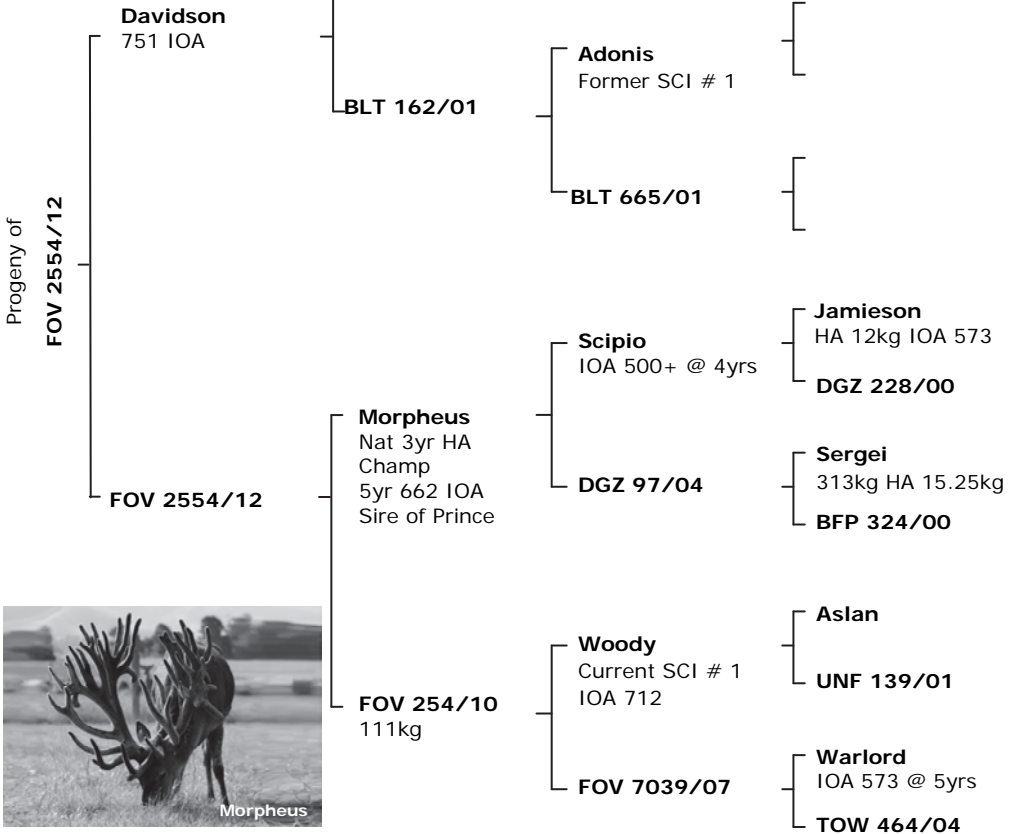 Davidson
751 IOA
BLT 162/01
Adonis
Former SCI # 1
BLT 665/01
Progeny of
FOV 2554/12
FOV 2554/12
Morpheus
Nat 3yr HA
Champ
5yr 662 IOA
Sire of Prince
FOV 254/10
111kg
Scipio
IOA 500+ @ 4yrs
DGZ 97/04
Woody
Current SCI # 1
IOA 712
FOV 7039/07
Jamieson
HA 12kg IOA 573
DGZ 228/00
Sergei
313kg HA 15.25kg
BFP 324/00
Aslan
UNF 139/01
Warlord
IOA 573 @ 5yrs
TOW 464/04
Morpheus